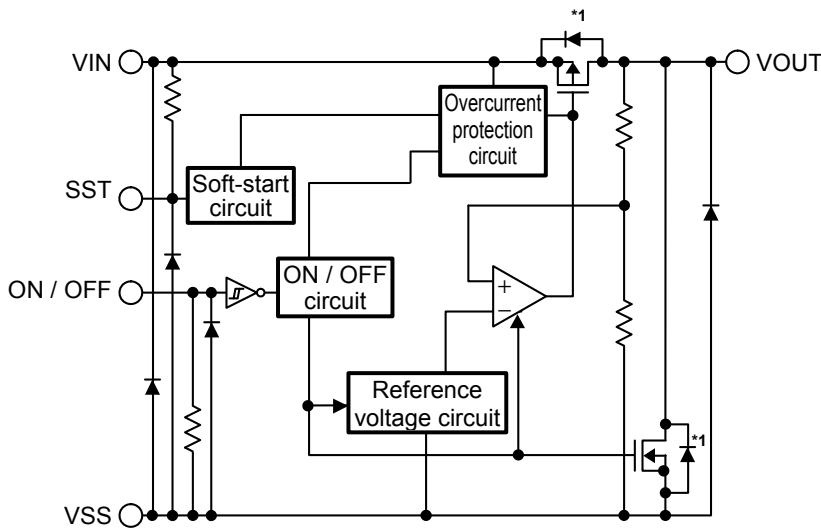 *1
VIN
VOUT
Overcurrent
protection
circuit
SST
Soft-start
circuit
ON / OFF
ON / OFF
circuit
+
−
Reference
voltage circuit
*1
VSS